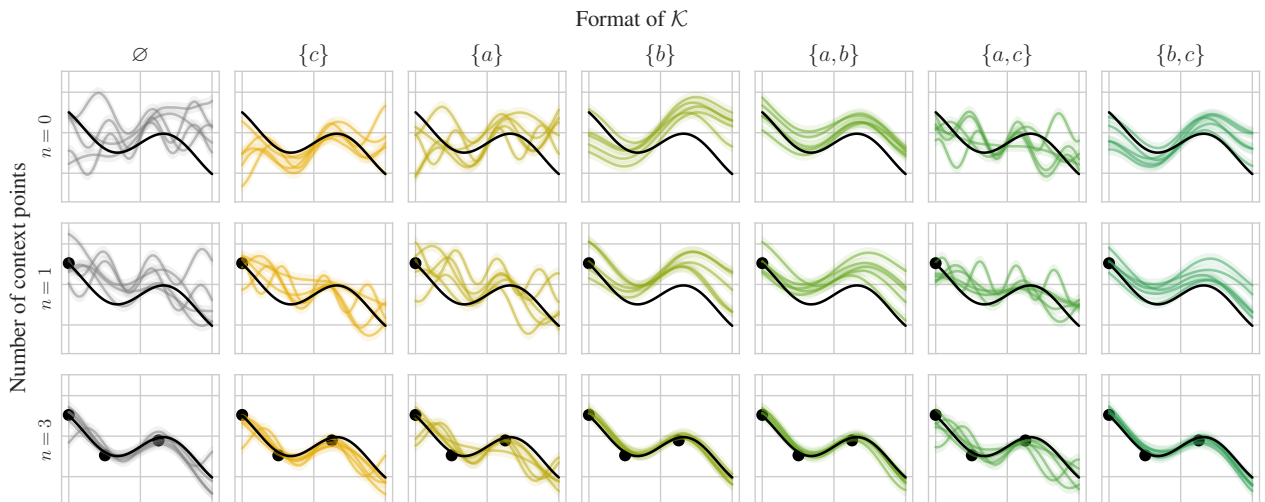 Format of 𝒦
∅ {c} {a} {b} {a, b} {a, c} {b, c}
Number of context points
n = 0
n = 1
n = 3